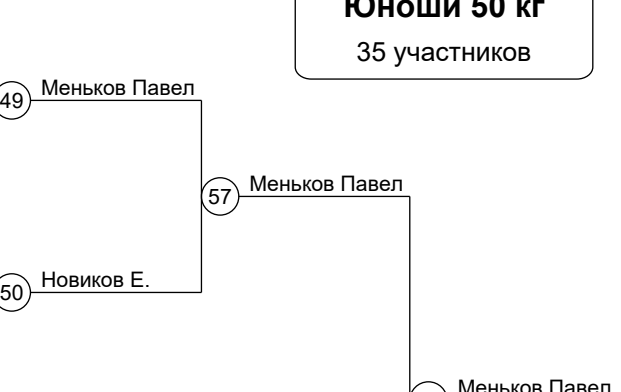 Юноши 50 кг
35 участников
49 Меньков Павел
57 Меньков Павел
50 Новиков Е.
Меньков Павел